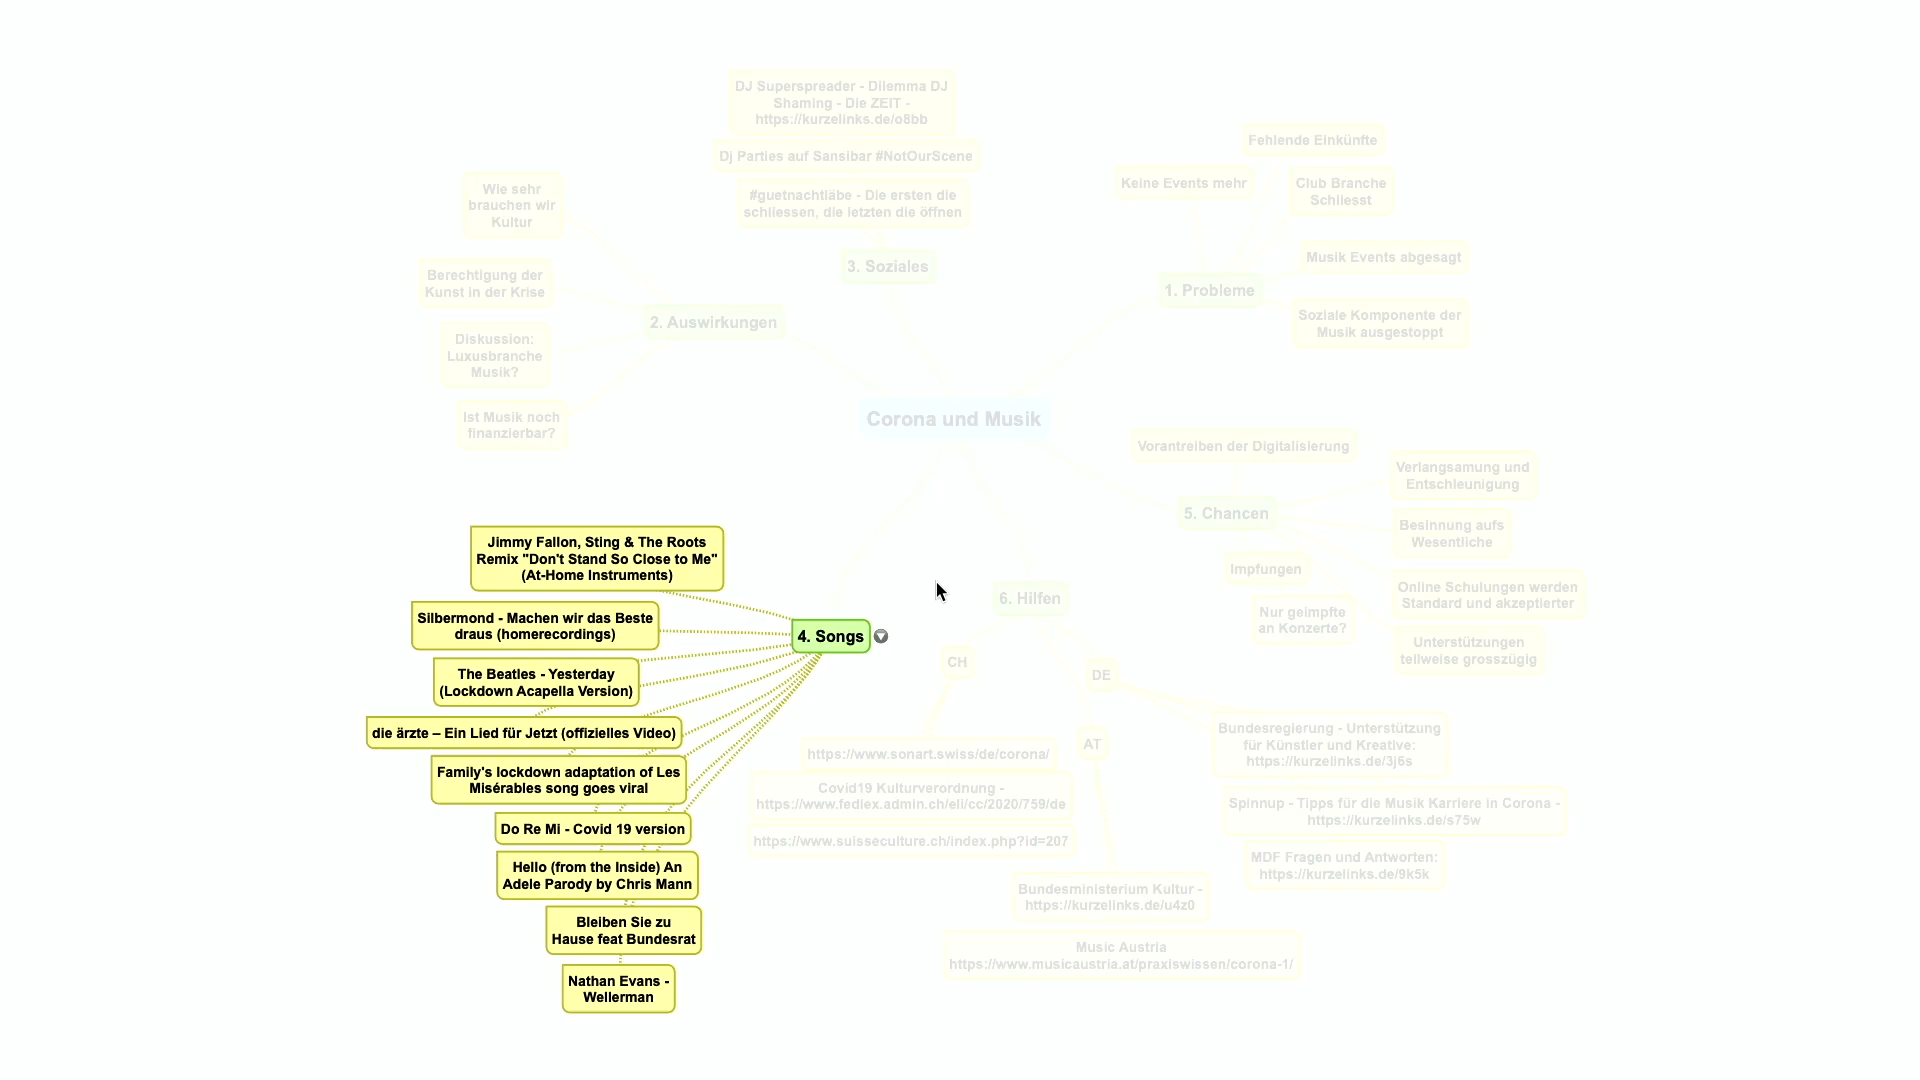 DJ Superspreader - Dilemma DJ
Shaming - Die ZEIT -
https://kurzelinks.de/o8bb
Dj Parties auf Sansibar #NotOurScene
#guetnachtläbe - Die ersten die
schliessen, die letzten die öffnen
3. Soziales
Fehlende Einkünfte
Keine Events mehr
Club Branche
Schliesst
Musik Events abgesagt
1. Probleme
Soziale Komponente der
Musik ausgestoppt
Wie sehr
brauchen wir
Kultur
Berechtigung der
Kunst in der Krise
2. Auswirkungen
Diskussion:
Luxusbranche
Musik?
Ist Musik noch
finanzierbar?
Corona und Musik
Vorantreiben der Digitalisierung
Verlangsamung und
Entschleunigung
5. Chancen
Besinnung aufs
Wesentliche
Impfungen
Online Schulungen werden
Standard und akzeptierter
Nur geimpfte
an Konzerte?
Unterstützungen
teilweise grosszügig
Jimmy Fallon, Sting & The Roots
Remix "Don't Stand So Close to Me"
(At-Home Instruments)
Silbermond - Machen wir das Beste
draus (homerecordings)
4. Songs
The Beatles - Yesterday
(Lockdown Acapella Version)
die ärzte – Ein Lied für Jetzt (offizielles Video)
Family's lockdown adaptation of Les
Misérables song goes viral
Do Re Mi - Covid 19 version
Hello (from the Inside) An
Adele Parody by Chris Mann
Bleiben Sie zu
Hause feat Bundesrat
Nathan Evans -
Wellerman
6. Hilfen
CH
https://www.sonart.swiss/de/corona/
Covid19 Kulturverordnung -
https://www.fedlex.admin.ch/eli/cc/2020/759/de
https://www.suisseculture.ch/index.php?id=207
DE
Bundesregierung - Unterstützung
für Künstler und Kreative:
https://kurzelinks.de/3j6s
Spinnup - Tipps für die Musik Karriere in Corona -
https://kurzelinks.de/s75w
MDF Fragen und Antworten:
https://kurzelinks.de/9k5k
AT
Bundesministerium Kultur -
https://kurzelinks.de/u4z0
Music Austria
https://www.musicaustria.at/praxiswissen/corona-1/